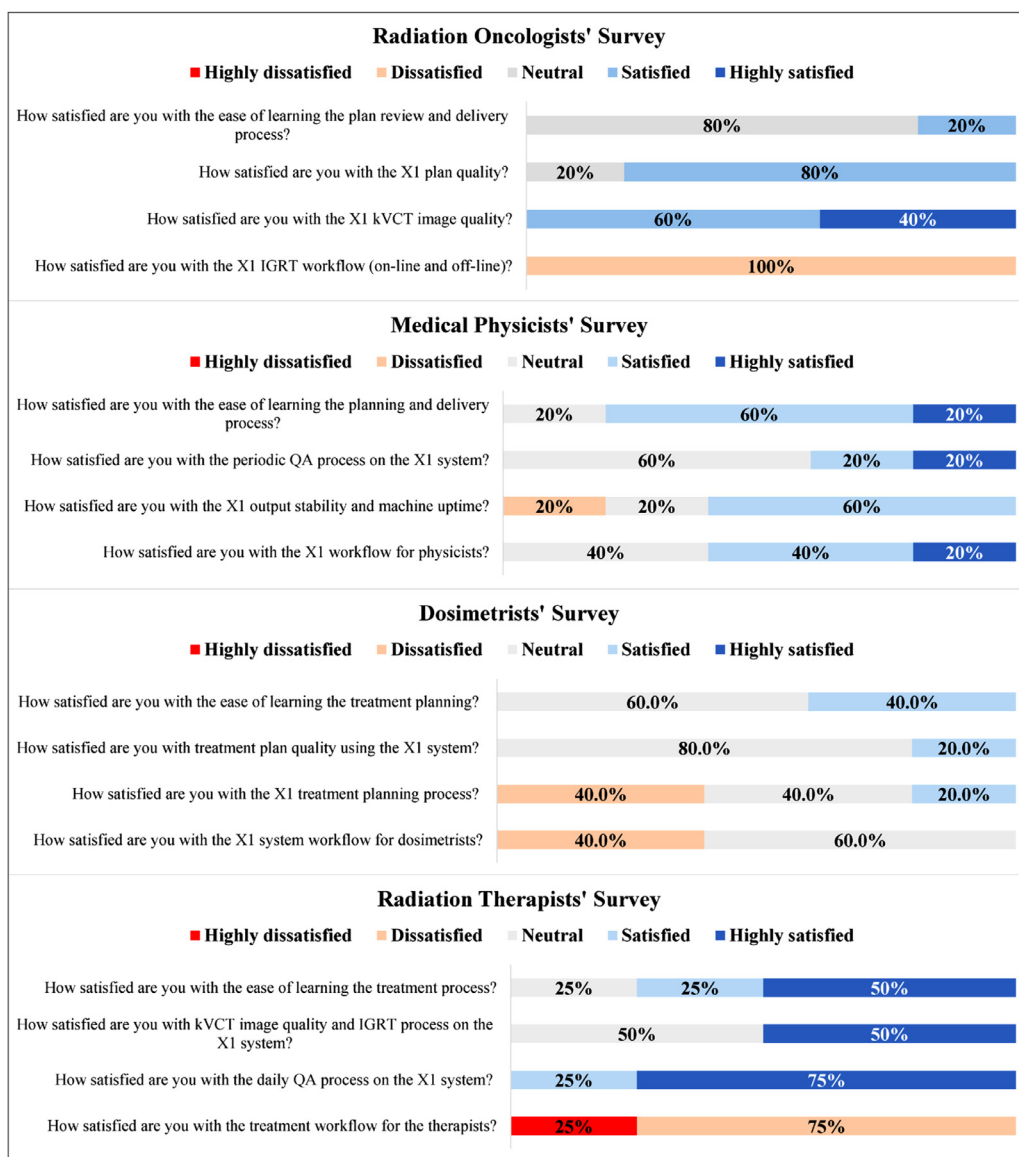 Radiation Oncologists' Survey
Highly dissatisfied Dissatisfied Neutral Satisfied Highly satisfied
How satisfied are you with the ease of learning the plan review and delivery
process?
80% 20%
How satisfied are you with the X1 plan quality?
20% 80%
How satisfied are you with the X1 kVCT image quality?
60% 40%
How satisfied are you with the X1 IGRT workflow (on-line and off-line)?
100%
Medical Physicists' Survey
Highly dissatisfied Dissatisfied Neutral Satisfied Highly satisfied
How satisfied are you with the ease of learning the planning and delivery
process?
20% 60% 20%
How satisfied are you with the periodic QA process on the X1 system?
60% 20% 20%
How satisfied are you with the X1 output stability and machine uptime?
20% 20% 60%
How satisfied are you with the X1 workflow for physicists?
40% 40% 20%
Dosimetrists' Survey
Highly dissatisfied Dissatisfied Neutral Satisfied Highly satisfied
How satisfied are you with the ease of learning the treatment planning?
60.0% 40.0%
How satisfied are you with treatment plan quality using the X1 system?
80.0% 20.0%
How satisfied are you with the X1 treatment planning process?
40.0% 40.0% 20.0%
How satisfied are you with the X1 system workflow for dosimetrists?
40.0% 60.0%
Radiation Therapists' Survey
Highly dissatisfied Dissatisfied Neutral Satisfied Highly satisfied
How satisfied are you with the ease of learning the treatment process?
25% 25% 50%
How satisfied are you with kVCT image quality and IGRT process on the
X1 system?
50% 50%
How satisfied are you with the daily QA process on the X1 system?
25% 75%
How satisfied are you with the treatment workflow for the therapists?
25% 75%